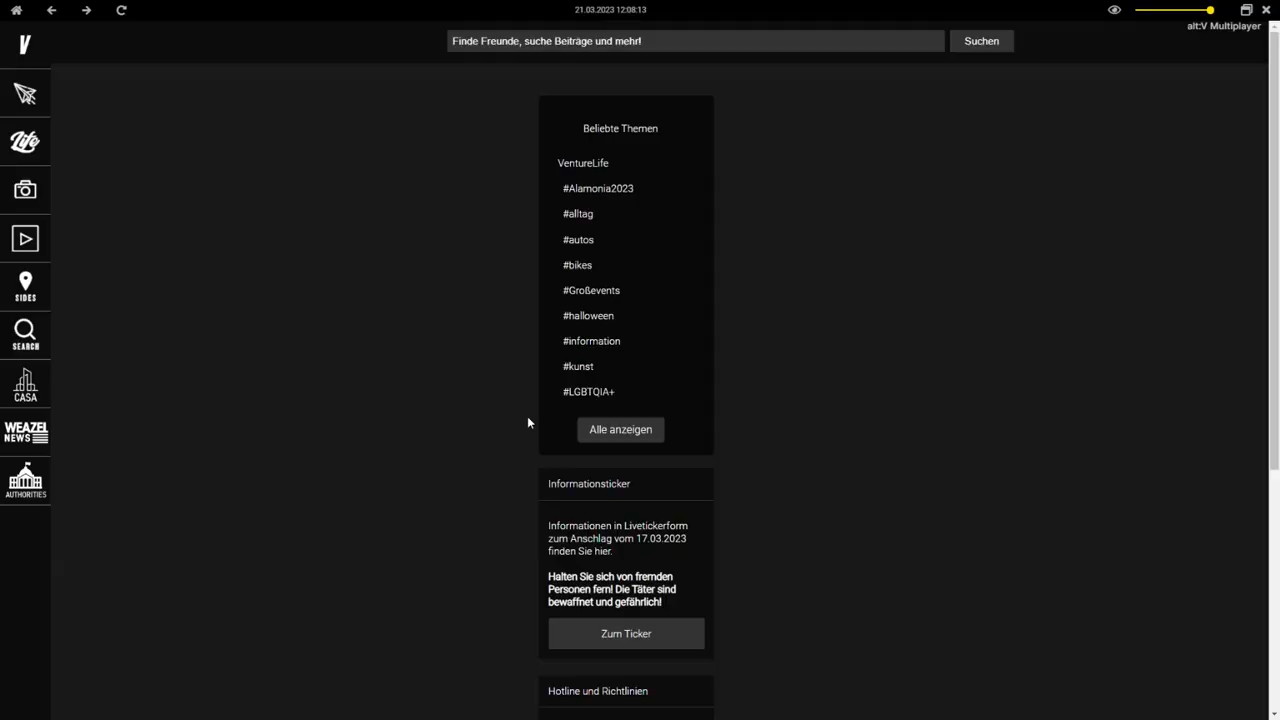 21.03.2023 12:08:13
alt:V Multiplayer
V
Finde Freunde, suche Beiträge und mehr!
Suchen
Life
SIDES
SEARCH
CASA
WEAZEL
NEWS
AUTHORITIES
Beliebte Themen
VentureLife
#Alamonia2023
#alltag
#autos
#bikes
#Großevents
#halloween
#information
#kunst
#LGBTQIA+
Alle anzeigen
Informationsticker
Informationen in Livetickerform
zum Anschlag vom 17.03.2023
finden Sie hier.
Halten Sie sich von fremden
Personen fern! Die Täter sind
bewaffnet und gefährlich!
Zum Ticker
Hotline und Richtlinien